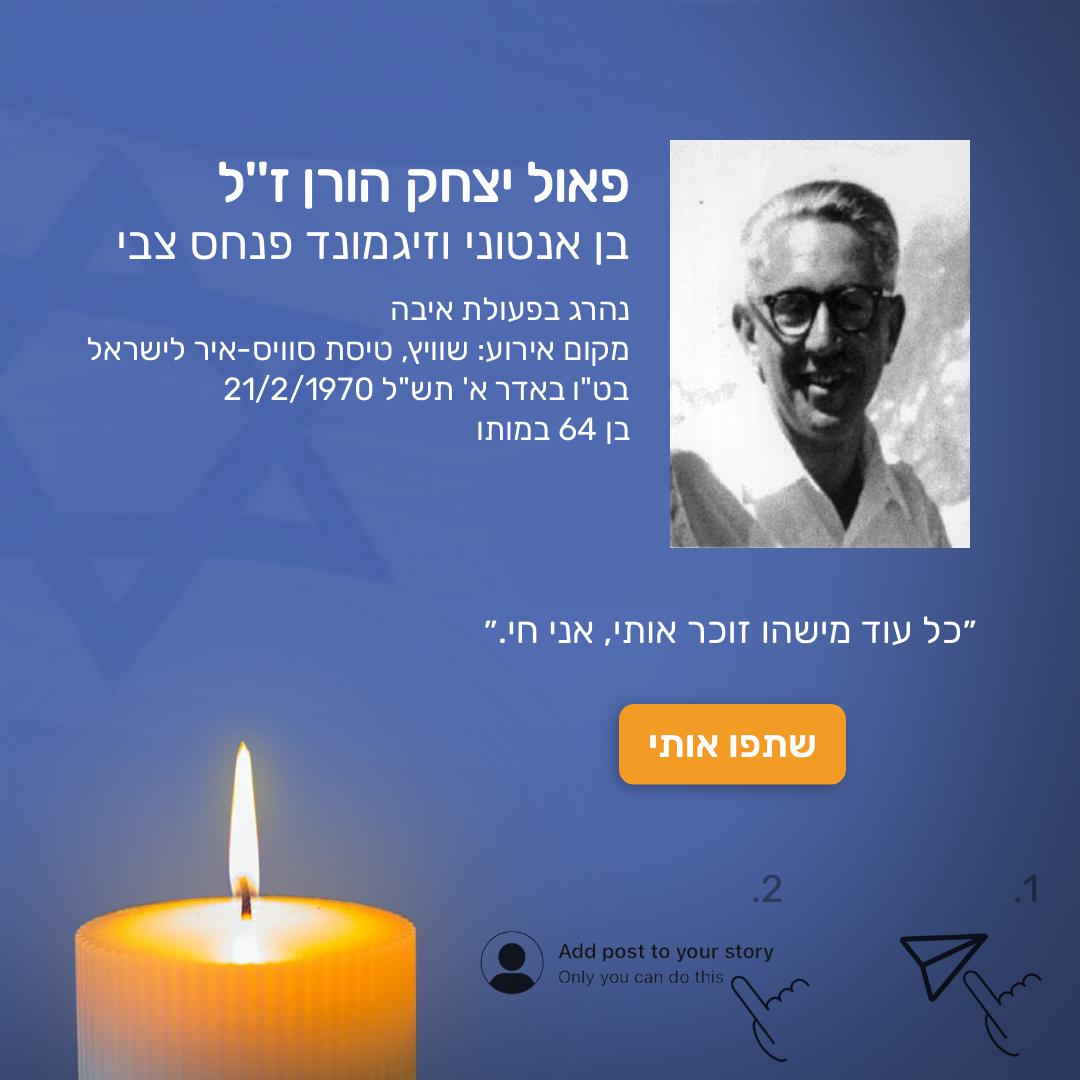 פאול יצחק הורן ז"ל
בן אנטוני וזיגמונד פנחס צבי
נהרג בפעולת איבה
מקום אירוע: שוויץ, טיסת סוויס-איר לישראל
בט"ו באדר א' תש"ל 21/2/1970
בן 64 במותו
״כל עוד מישהו זוכר אותי, אני חי.״
שתפו אותי
1.
2.
Add post to your story
Only you can do this